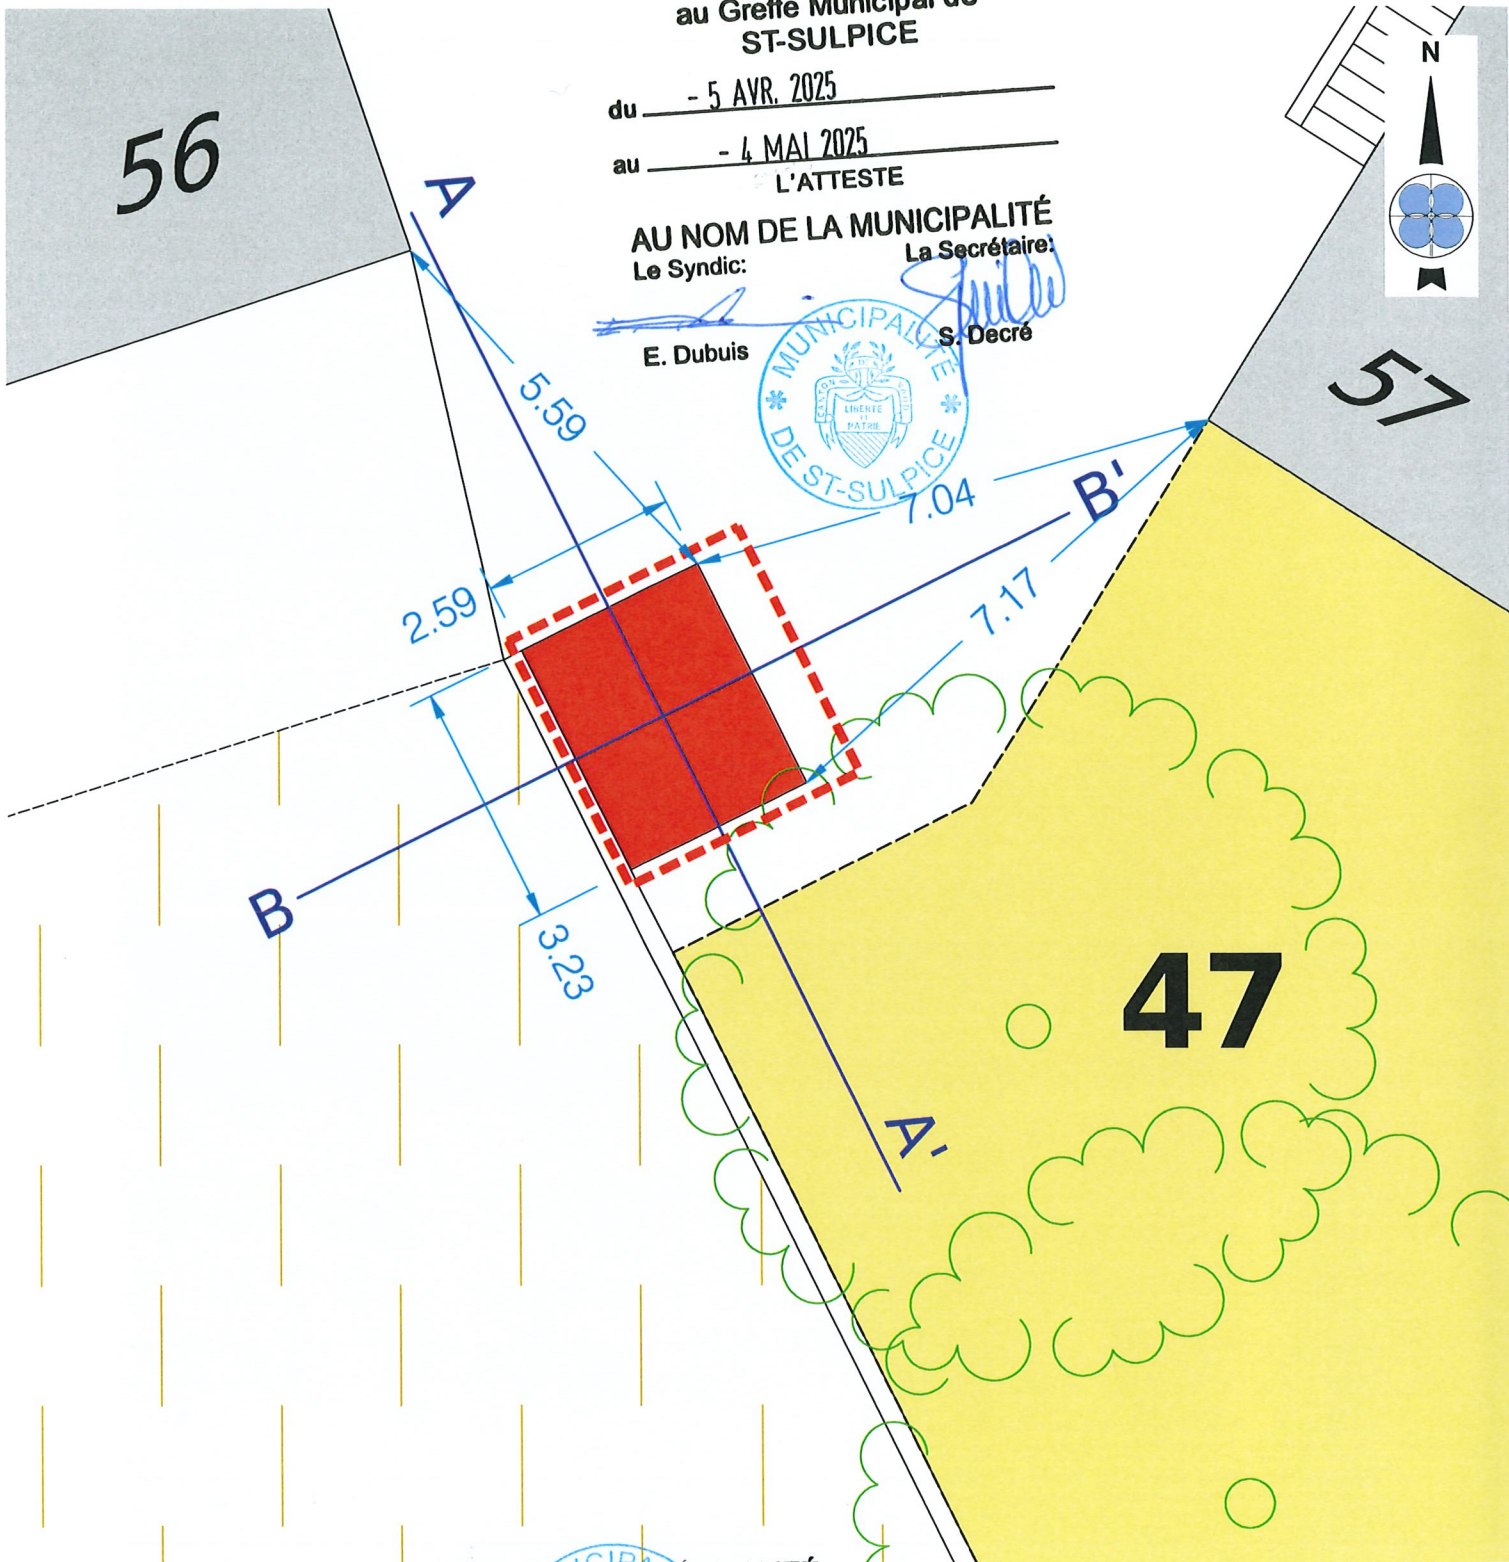 au Greffe Municipal de
ST-SULPICE
du - 5 AVR. 2025
au - 4 MAI 2025
L'ATTESTE
AU NOM DE LA MUNICIPALITÉ
Le Syndic:
La Secrétaire:
E. Dubuis
S. Decré
MUNICIPALITÉ
DE ST-SULPICE
CANTON VAUD
LIBERTÉ
ET
PATRIE
N
56
57
A
5.59
7.04
B'
2.59
7.17
B
3.23
47
A'